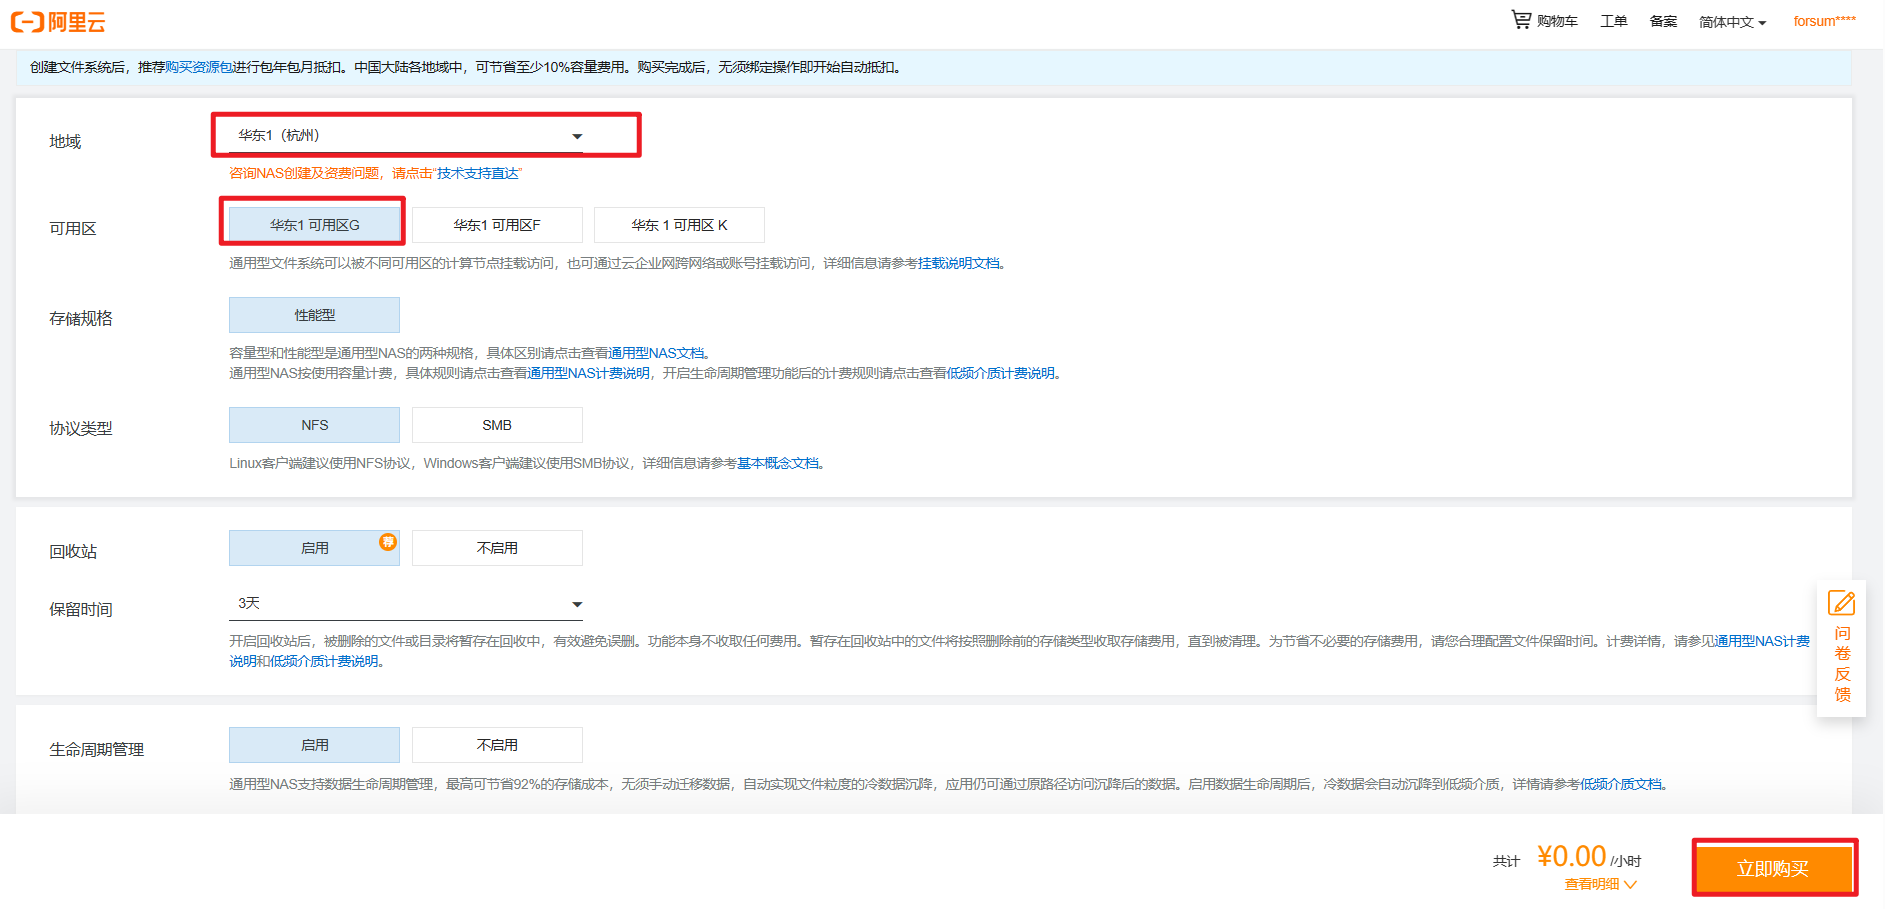 阿里云
购物车 工单 备案 简体中文 forsum****
创建文件系统后，推荐购买资源包进行包年包月抵扣。中国大陆各地域中，可节省至少10%容量费用。购买完成后，无须绑定操作即开始自动抵扣。
地域 华东1（杭州）
咨询NAS创建及资费问题，请点击“技术支持直达”
可用区 华东1 可用区G 华东1 可用区F 华东 1 可用区 K
通用型文件系统可以被不同可用区的计算节点挂载访问，也可通过云企业网跨网络或账号挂载访问，详细信息请参考挂载说明文档。
存储规格 性能型
容量型和性能型是通用型NAS的两种规格，具体区别请点击查看通用型NAS文档。
通用型NAS按使用容量计费，具体规则请点击查看通用型NAS计费说明，开启生命周期管理功能后的计费规则请点击查看低频介质计费说明。
协议类型 NFS SMB
Linux客户端建议使用NFS协议，Windows客户端建议使用SMB协议，详细信息请参考基本概念文档。
回收站 启用 荐 不启用
保留时间 3天
开启回收站后，被删除的文件或目录将暂存在回收中，有效避免误删。功能本身不收取任何费用。暂存在回收站中的文件将按照删除前的存储类型收取存储费用，直到被清理。为节省不必要的存储费用，请您合理配置文件保留时间。计费详情，请参见通用型NAS计费
说明和低频介质计费说明。
问
卷
反
馈
生命周期管理 启用 不启用
通用型NAS支持数据生命周期管理，最高可节省92%的存储成本，无须手动迁移数据，自动实现文件粒度的冷数据沉降，应用仍可通过原路径访问沉降后的数据。启用数据生命周期后，冷数据会自动沉降到低频介质，详情请参考低频介质文档。
共计 ¥0.00 /小时
查看明细
立即购买